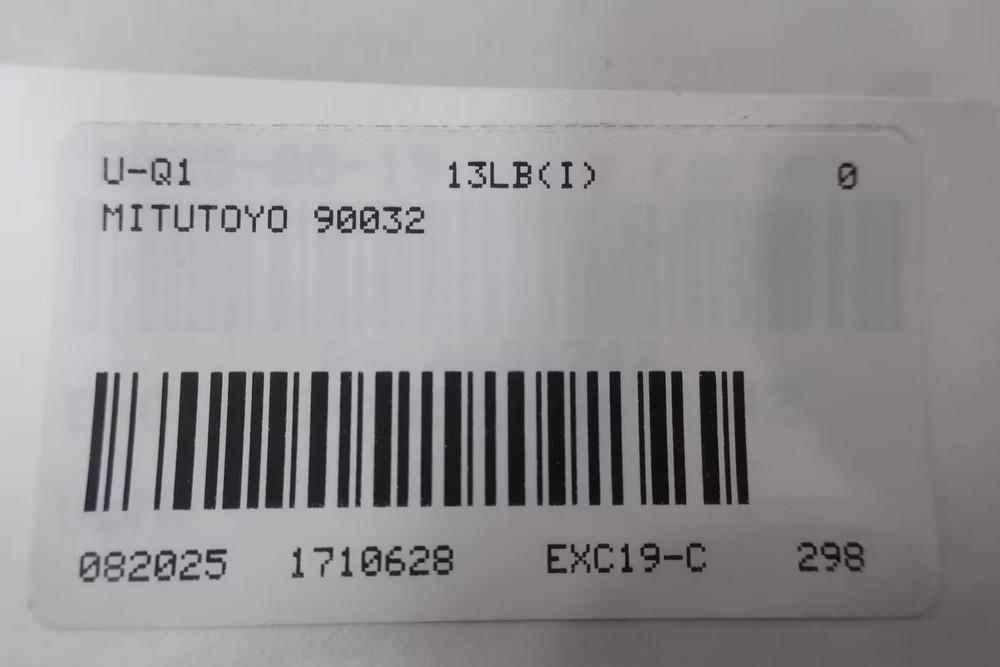 U-Q1 13LB(I) 0
MITUTOYO 90032
082025 1710628 EXC19-C 298